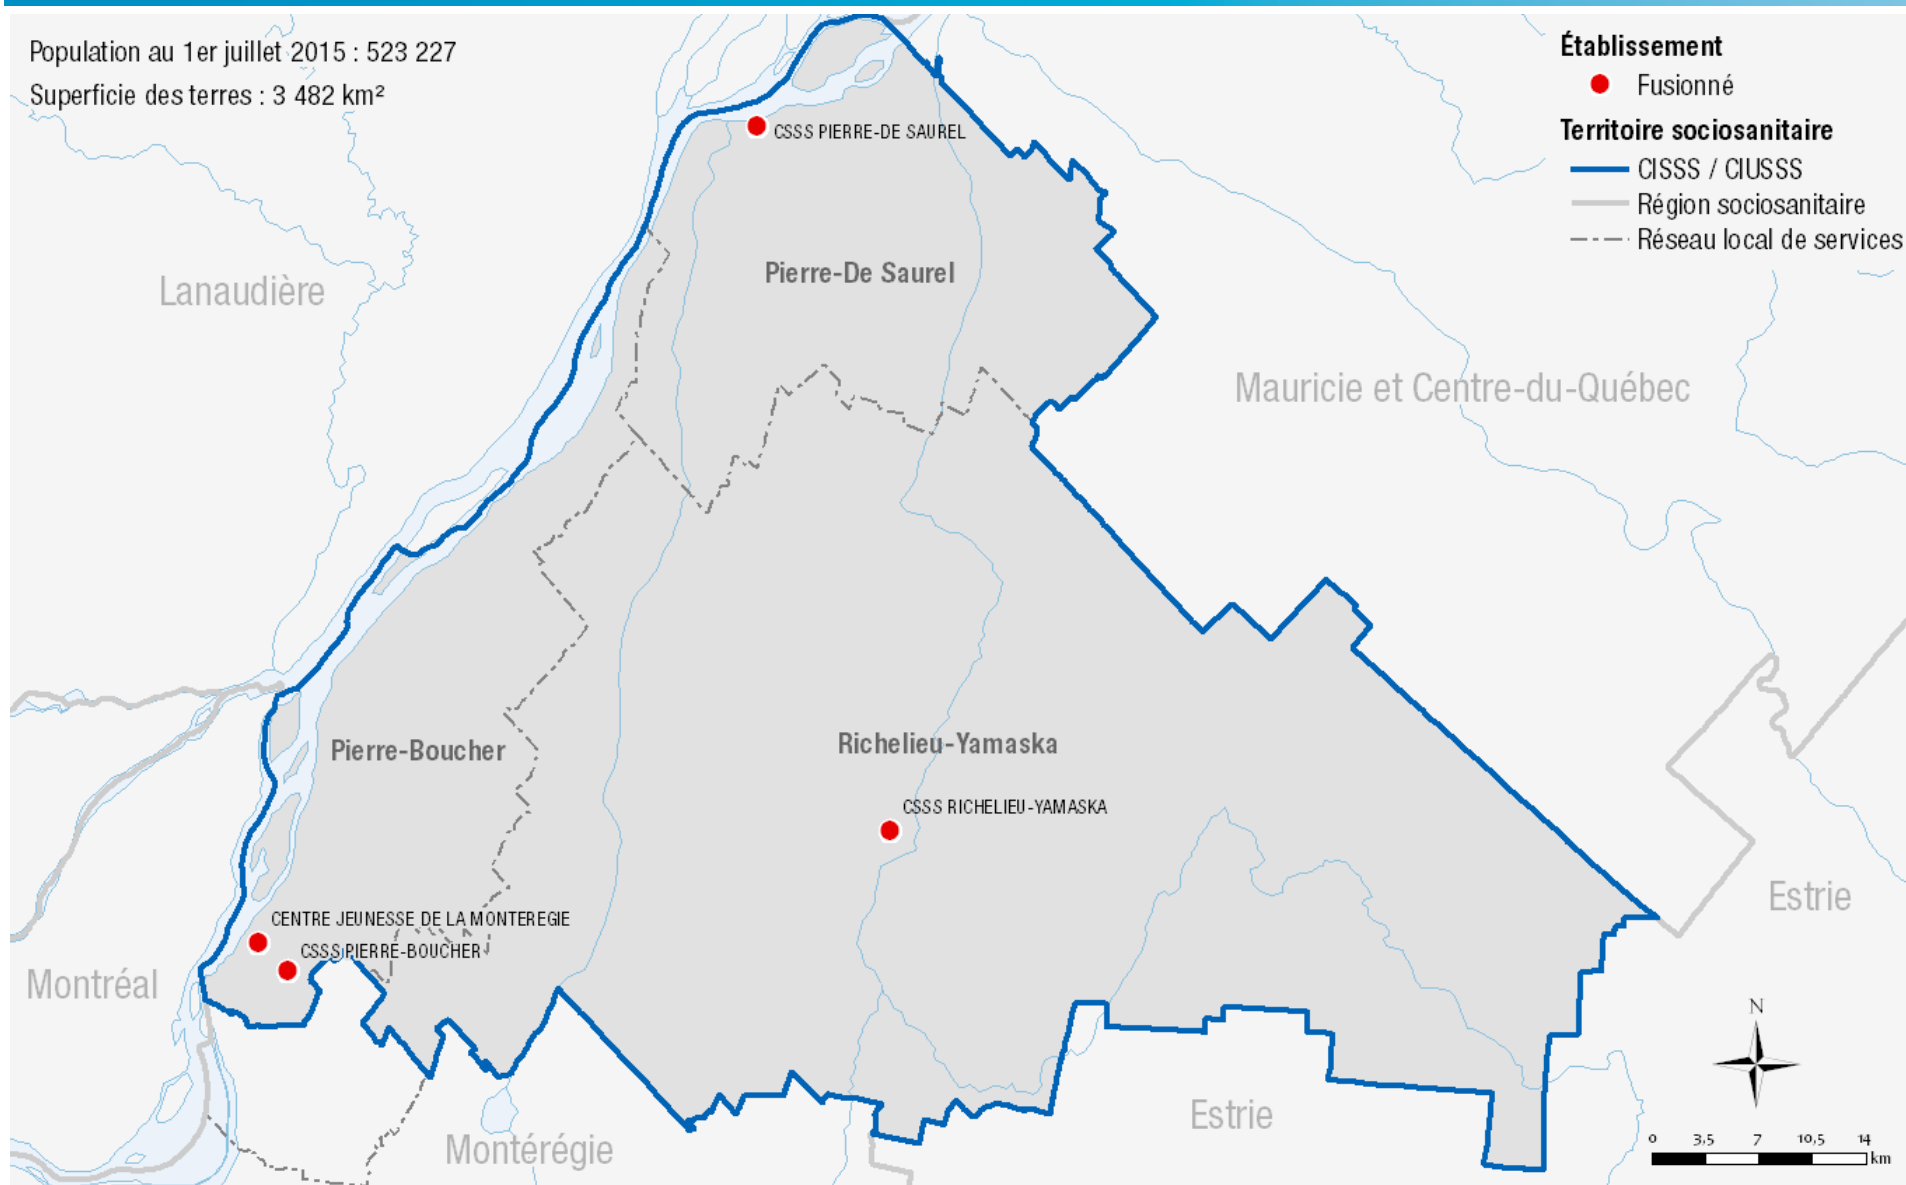 Population au 1er juillet 2015 : 523 227
Superficie des terres : 3 482 km²
Établissement
Fusionné
Territoire sociosanitaire
CISSS / CIUSSS
Région sociosanitaire
Réseau local de services
CSSS PIERRE-DE SAUREL
Pierre-De Saurel
Lanaudière
Mauricie et Centre-du-Québec
Pierre-Boucher
Richelieu-Yamaska
CSSS RICHELIEU-YAMASKA
Estrie
CENTRE JEUNESSE DE LA MONTEREGIE
CSSS PIERRE-BOUCHER
Montréal
N
Estrie
Montérégie
0 3,5 7 10,5 14
km